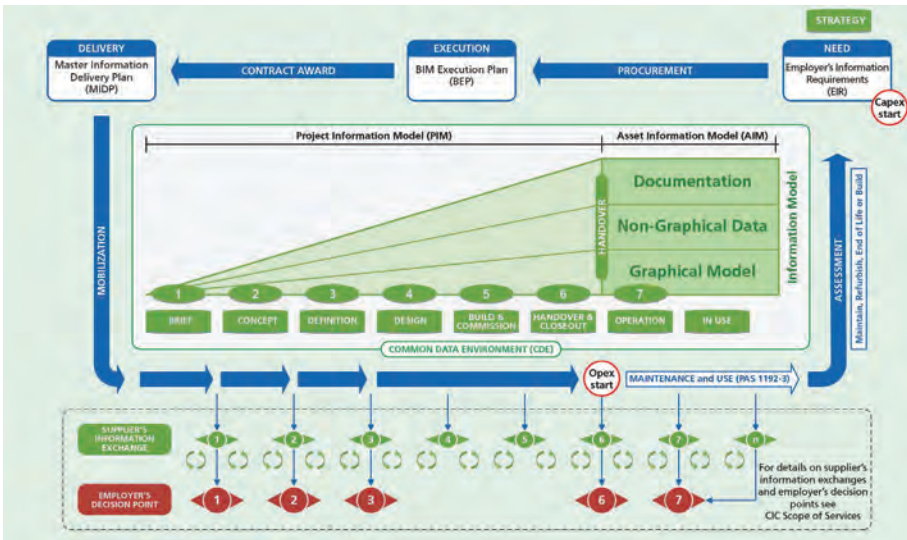 STRATEGY
DELIVERY
Master Information
Delivery Plan
(MIDP)
CONTRACT AWARD
EXECUTION
BIM Execution Plan
(BEP)
PROCUREMENT
NEED
Employer's Information
Requirements
(EIR)
Capex
start
Project Information Model (PIM)
Asset Information Model (AIM)
MOBILIZATION
HANDOVER
Documentation
Non-Graphical Data
Graphical Model
Information Model
ASSESSMENT
Maintain, Refurbish, End of Life or Build
1
2
3
4
5
6
7
BRIEF
CONCEPT
DEFINITION
DESIGN
BUILD &
COMMISSION
HANDOVER &
CLOSEOUT
OPERATION
IN USE
COMMON DATA ENVIRONMENT (CDE)
Opex
start
MAINTENANCE and USE (PAS 1192-3)
SUPPLIER'S
INFORMATION
EXCHANGE
1
2
3
4
5
6
7
n
EMPLOYER'S
DECISION POINT
1
2
3
6
7
For details on supplier's
information exchanges
and employer's decision
points see
CIC Scope of Services